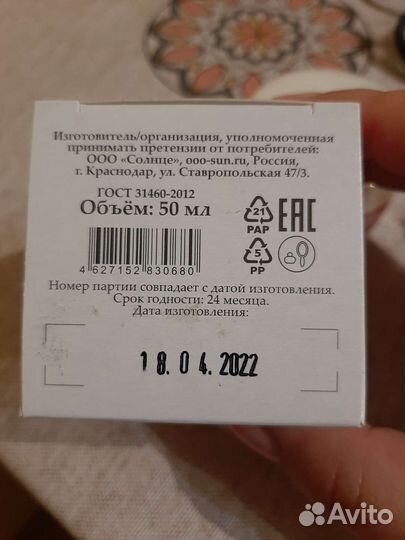 Изготовитель/организация, уполномоченная
принимать претензии от потребителей:
ООО «Солнце», ooo-sun.ru, Россия,
г. Краснодар, ул. Ставропольская 47/3.
ГОСТ 31460-2012
Объём: 50 мл
21
PAP
EAC
5
PP
4 627152 830680
Номер партии совпадает с датой изготовления.
Срок годности: 24 месяца.
Дата изготовления:
18.04.2022
Avito